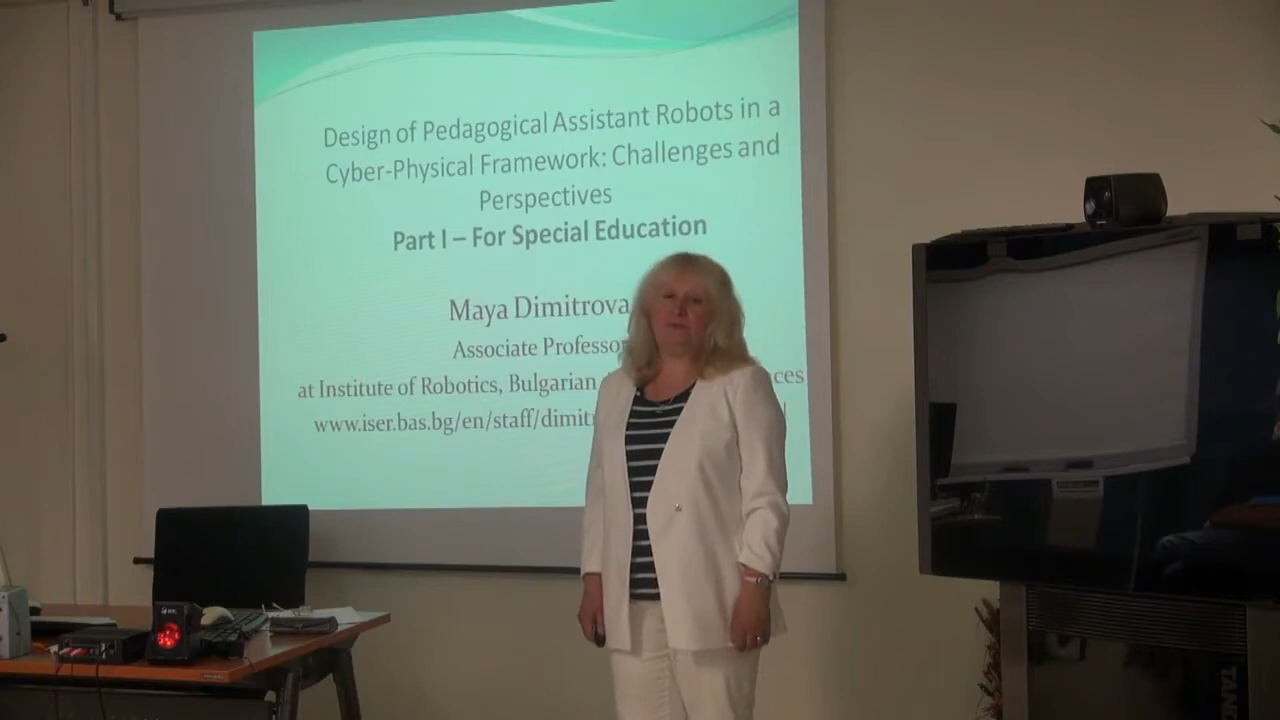 Design of Pedagogical Assistant Robots in a
Cyber-Physical Framework: Challenges and
Perspectives
Part I – For Special Education
Maya Dimitrova
Associate Professor
at Institute of Robotics, Bulgarian
www.iser.bas.bg/en/staff/dimit